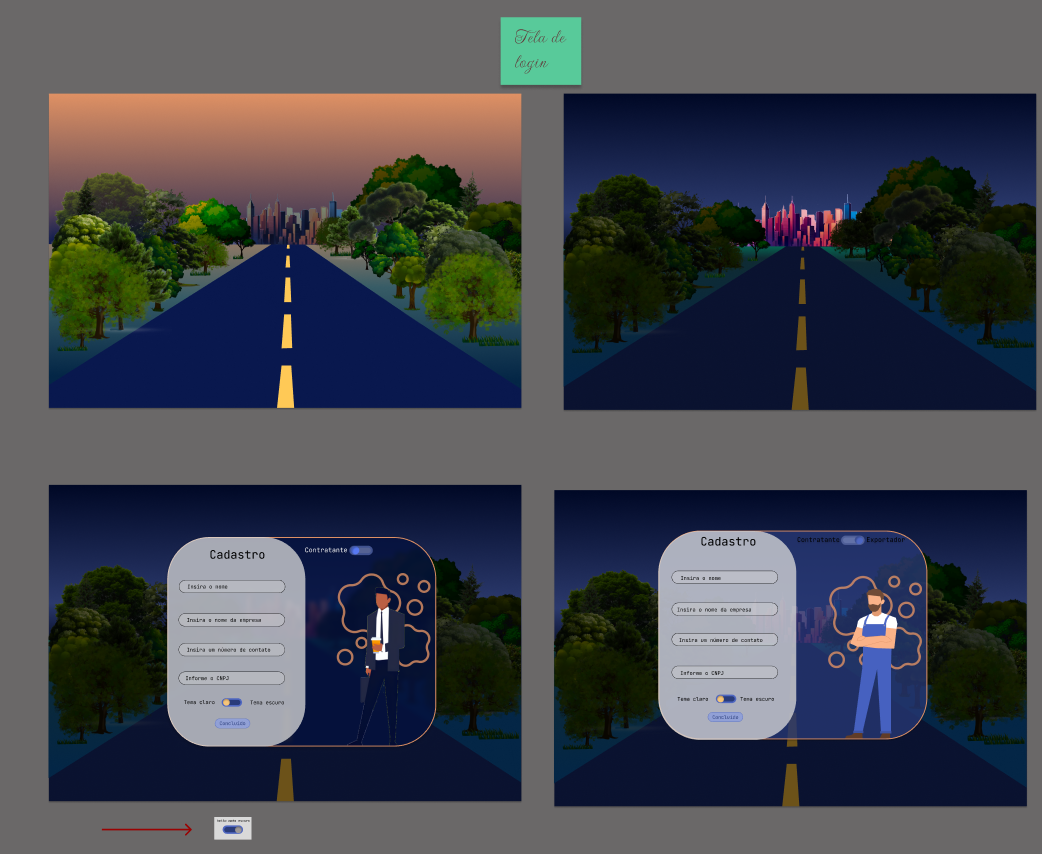 Tela de
login
Cadastro
Contratante
Insira o nome
Insira o nome da empresa
Insira um número de contato
Informe o CNPJ
Tema claro Tema escuro
Concluído
Cadastro
Contratante Exportador
Insira o nome
Insira o nome da empresa
Insira um número de contato
Informe o CNPJ
Tema claro Tema escuro
Concluída